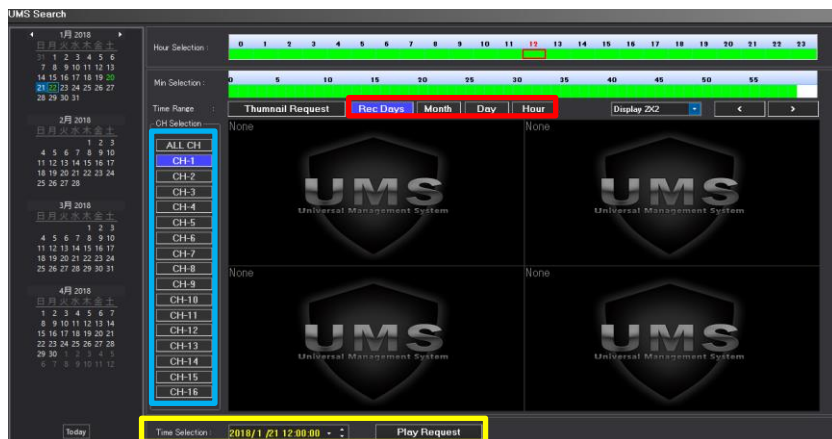 UMS Search
1月 2018
日 月 火 水 木 金 土
31 1 2 3 4 5 6
7 8 9 10 11 12 13
14 15 16 17 18 19 20
21 22 23 24 25 26 27
28 29 30 31
2月 2018
日 月 火 水 木 金 土
1 2 3
4 5 6 7 8 9 10
11 12 13 14 15 16 17
18 19 20 21 22 23 24
25 26 27 28
3月 2018
日 月 火 水 木 金 土
1 2 3
4 5 6 7 8 9 10
11 12 13 14 15 16 17
18 19 20 21 22 23 24
25 26 27 28 29 30 31
4月 2018
日 月 火 水 木 金 土
1 2 3 4 5 6 7
8 9 10 11 12 13 14
15 16 17 18 19 20 21
22 23 24 25 26 27 28
29 30 1 2 3 4 5
6 7 8 9 10 11 12
Today
Hour Selection :
0 1 2 3 4 5 6 7 8 9 10 11 12 13 14 15 16 17 18 19 20 21 22 23
Min Selection :
0 5 10 15 20 25 30 35 40 45 50 55
Time Range :
Thumnail Request Rec Days Month Day Hour Display 2X2 < >
CH Selection
ALL CH
CH-1
CH-2
CH-3
CH-4
CH-5
CH-6
CH-7
CH-8
CH-9
CH-10
CH-11
CH-12
CH-13
CH-14
CH-15
CH-16
None
UMS
Universal Management System
None
UMS
Universal Management System
None
UMS
Universal Management System
None
UMS
Universal Management System
Time Selection : 2018/ 1 /21 12:00:00 Play Request